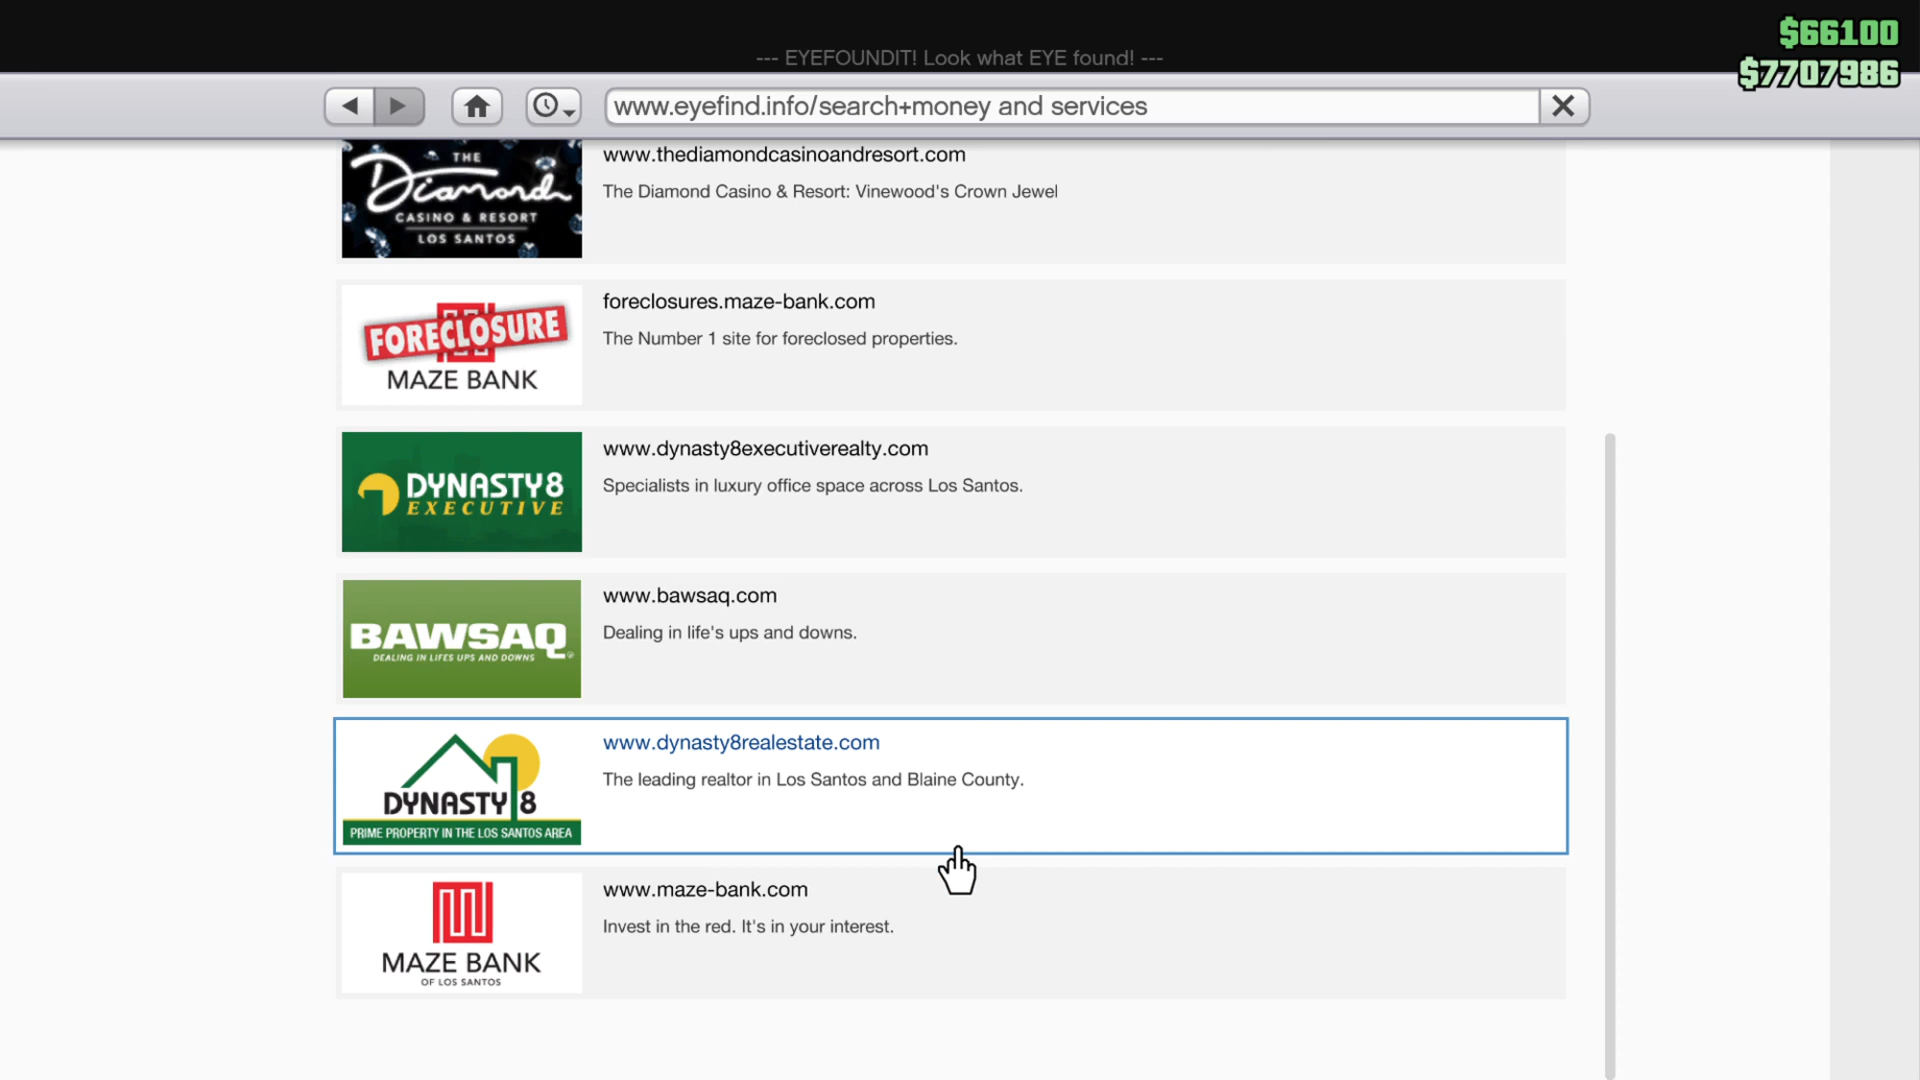 $66100
--- EYEFOUNDIT! Look what EYE found! ---
$7707986
www.eyefind.info/search+money and services
THE
Diamond
CASINO & RESORT
LOS SANTOS
www.thediamondcasinoandresort.com
The Diamond Casino & Resort: Vinewood's Crown Jewel
FORECLOSURE
MAZE BANK
foreclosures.maze-bank.com
The Number 1 site for foreclosed properties.
DYNASTY8
EXECUTIVE
www.dynasty8executiverealty.com
Specialists in luxury office space across Los Santos.
BAWSAQ
DEALING IN LIFES UPS AND DOWNS
www.bawsaq.com
Dealing in life's ups and downs.
DYNASTY 8
PRIME PROPERTY IN THE LOS SANTOS AREA
www.dynasty8realestate.com
The leading realtor in Los Santos and Blaine County.
MAZE BANK
OF LOS SANTOS
www.maze-bank.com
Invest in the red. It's in your interest.